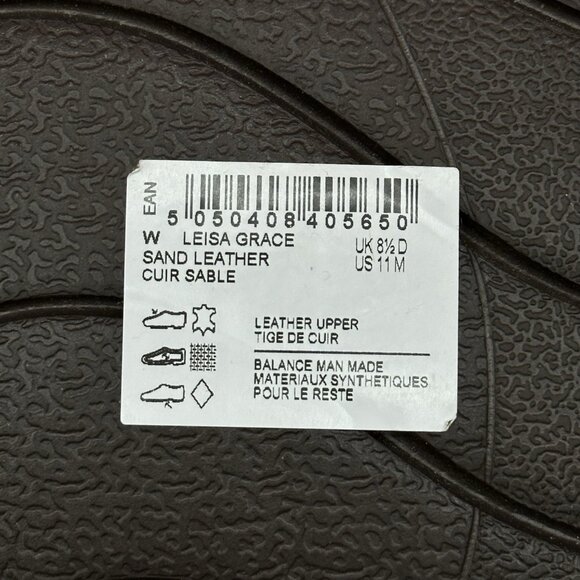 EAN
5 050408 405650
W LEISA GRACE UK 8½ D
SAND LEATHER US 11 M
CUIR SABLE
LEATHER UPPER
TIGE DE CUIR
BALANCE MAN MADE
MATERIAUX SYNTHETIQUES
POUR LE RESTE